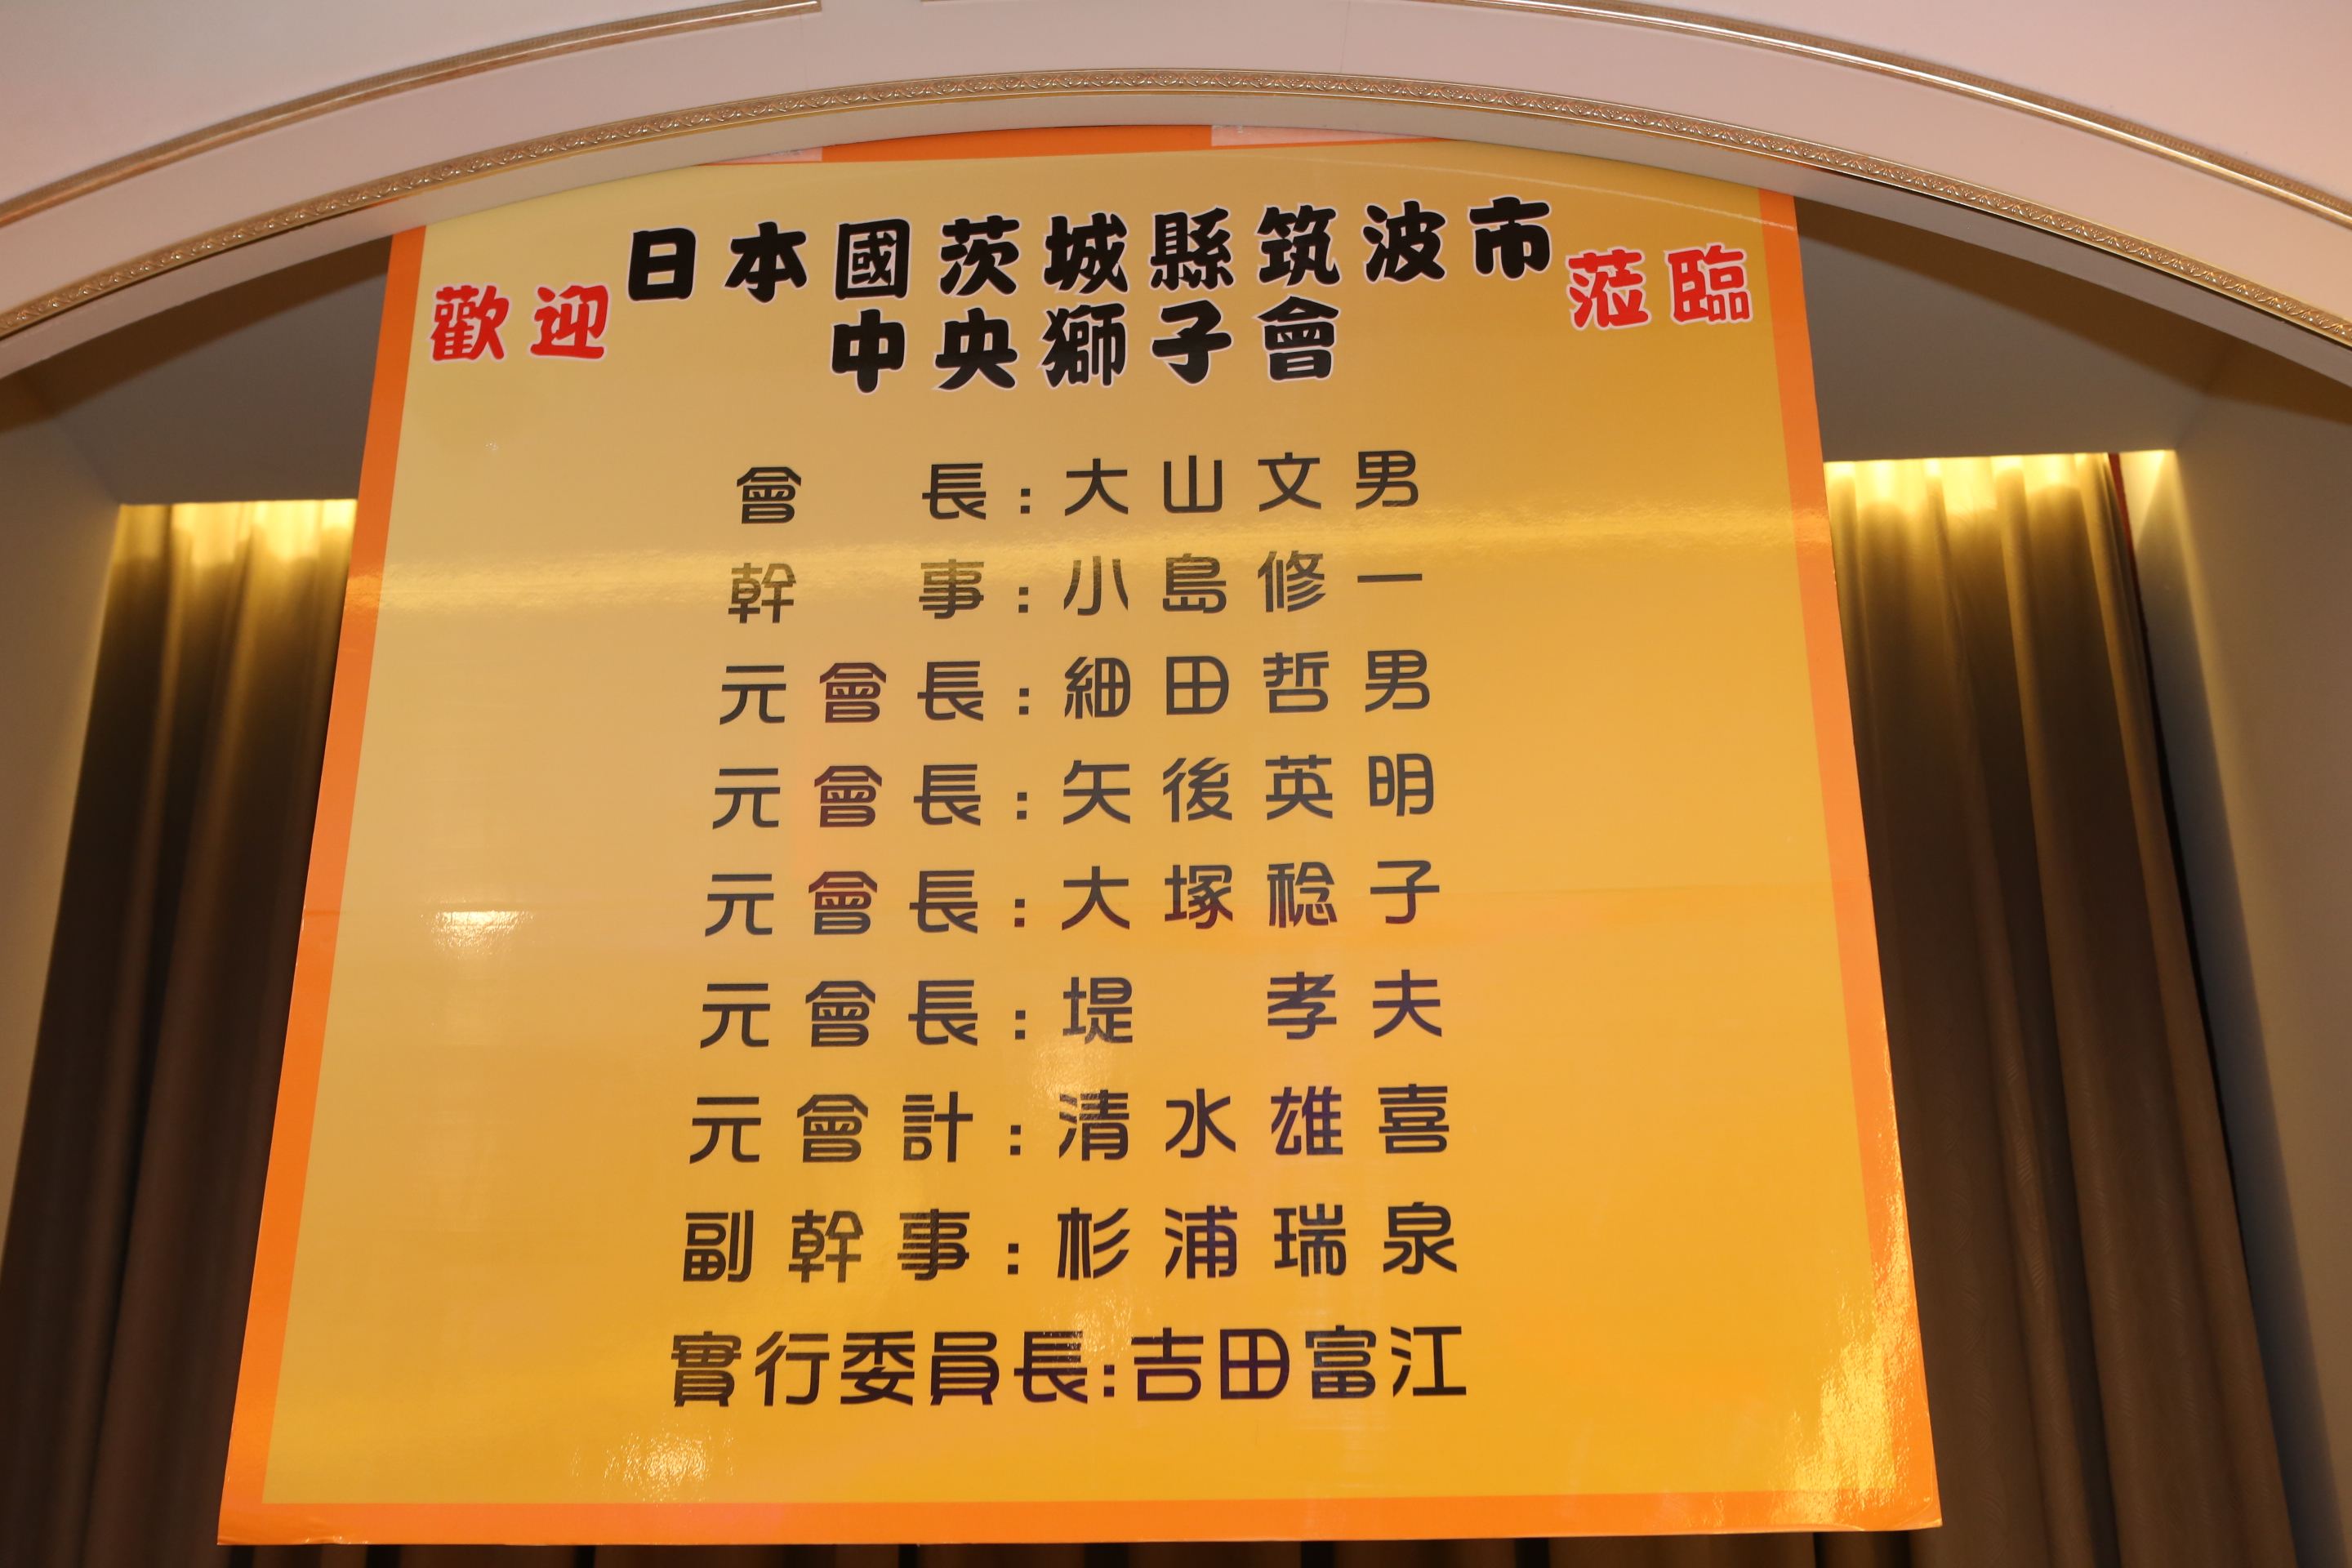 歡迎 日本國茨城縣筑波市 蒞臨
中央獅子會
會 長:大山文男
幹 事:小島修一
元會長:細田哲男
元會長:矢後英明
元會長:大塚稔子
元會長:堤 孝夫
元會計:清水雄喜
副幹事:杉浦瑞泉
實行委員長:吉田富江